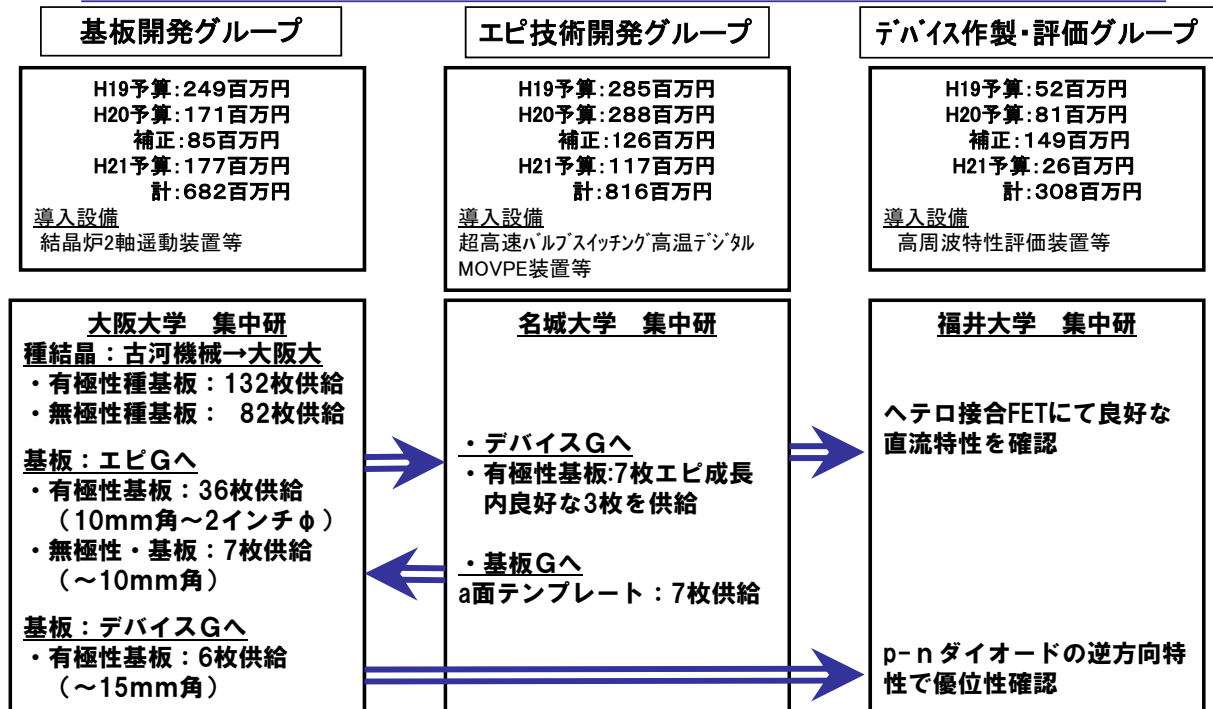 基板開発グループ
H19予算:249百万円
H20予算:171百万円
補正:85百万円
H21予算:177百万円
計:682百万円
導入設備
結晶炉2軸遥動装置等
大阪大学 集中研
種結晶：古河機械→大阪大
・有極性種基板：132枚供給
・無極性種基板： 82枚供給
基板：エピGへ
・有極性基板：36枚供給
（10mm角～2インチφ）
・無極性・基板：7枚供給
（～10mm角）
基板：デバイスGへ
・有極性基板：6枚供給
（～15mm角）
エピ技術開発グループ
H19予算:285百万円
H20予算:288百万円
補正:126百万円
H21予算:117百万円
計:816百万円
導入設備
超高速ﾊﾞﾙﾌﾞスイッチング高温デジタル
MOVPE装置等
名城大学 集中研
・デバイスGへ
・有極性基板:7枚エピ成長
内良好な3枚を供給
・基板Gへ
a面テンプレート：7枚供給
デバイス作製・評価グループ
H19予算:52百万円
H20予算:81百万円
補正:149百万円
H21予算:26百万円
計:308百万円
導入設備
高周波特性評価装置等
福井大学 集中研
ヘテロ接合FETにて良好な
直流特性を確認
p-nダイオードの逆方向特
性で優位性確認